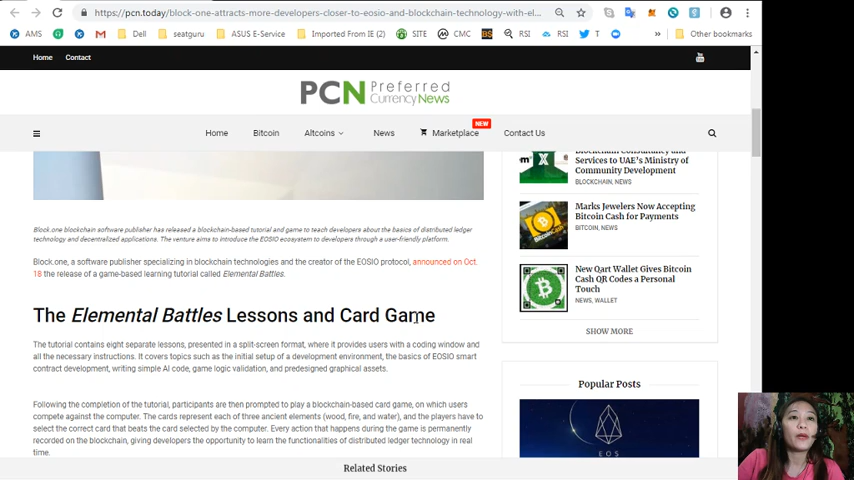 https://pcn.today/block-one-attracts-more-developers-closer-to-eosio-and-blockchain-technology-with-el...
AMS
Dell
seatguru
ASUS E-Service
Imported From IE (2)
SITE
CMC
RSI
RSI
T
»
Other bookmarks
Home
Contact
PCN Preferred
Currency News
NEW
Home
Bitcoin
Altcoins
News
Marketplace
Contact Us
Block.one blockchain software publisher has released a blockchain-based tutorial and game to teach developers about the basics of distributed ledger
technology and decentralized applications. The venture aims to introduce the EOSIO ecosystem to developers through a user-friendly platform.
Block.one, a software publisher specializing in blockchain technologies and the creator of the EOSIO protocol, announced on Oct.
18 the release of a game-based learning tutorial called Elemental Battles.
The Elemental Battles Lessons and Card Game
The tutorial contains eight separate lessons, presented in a split-screen format, where it provides users with a coding window and
all the necessary instructions. It covers topics such as the initial setup of a development environment, the basics of EOSIO smart
contract development, writing simple AI code, game logic validation, and predesigned graphical assets.
Following the completion of the tutorial, participants are then prompted to play a blockchain-based card game, on which users
compete against the computer. The cards represent each of three ancient elements (wood, fire, and water), and the players have to
select the correct card that beats the card selected by the computer. Every action that happens during the game is permanently
recorded on the blockchain, giving developers the opportunity to learn the functionalities of distributed ledger technology in real
time.
Blockchain Consultancy and
Services to UAE's Ministry of
Community Development
BLOCKCHAIN, NEWS
Marks Jewelers Now Accepting
Bitcoin Cash for Payments
BITCOIN, NEWS
New Qart Wallet Gives Bitcoin
Cash QR Codes a Personal
Touch
NEWS, WALLET
SHOW MORE
Popular Posts
EOS
Related Stories